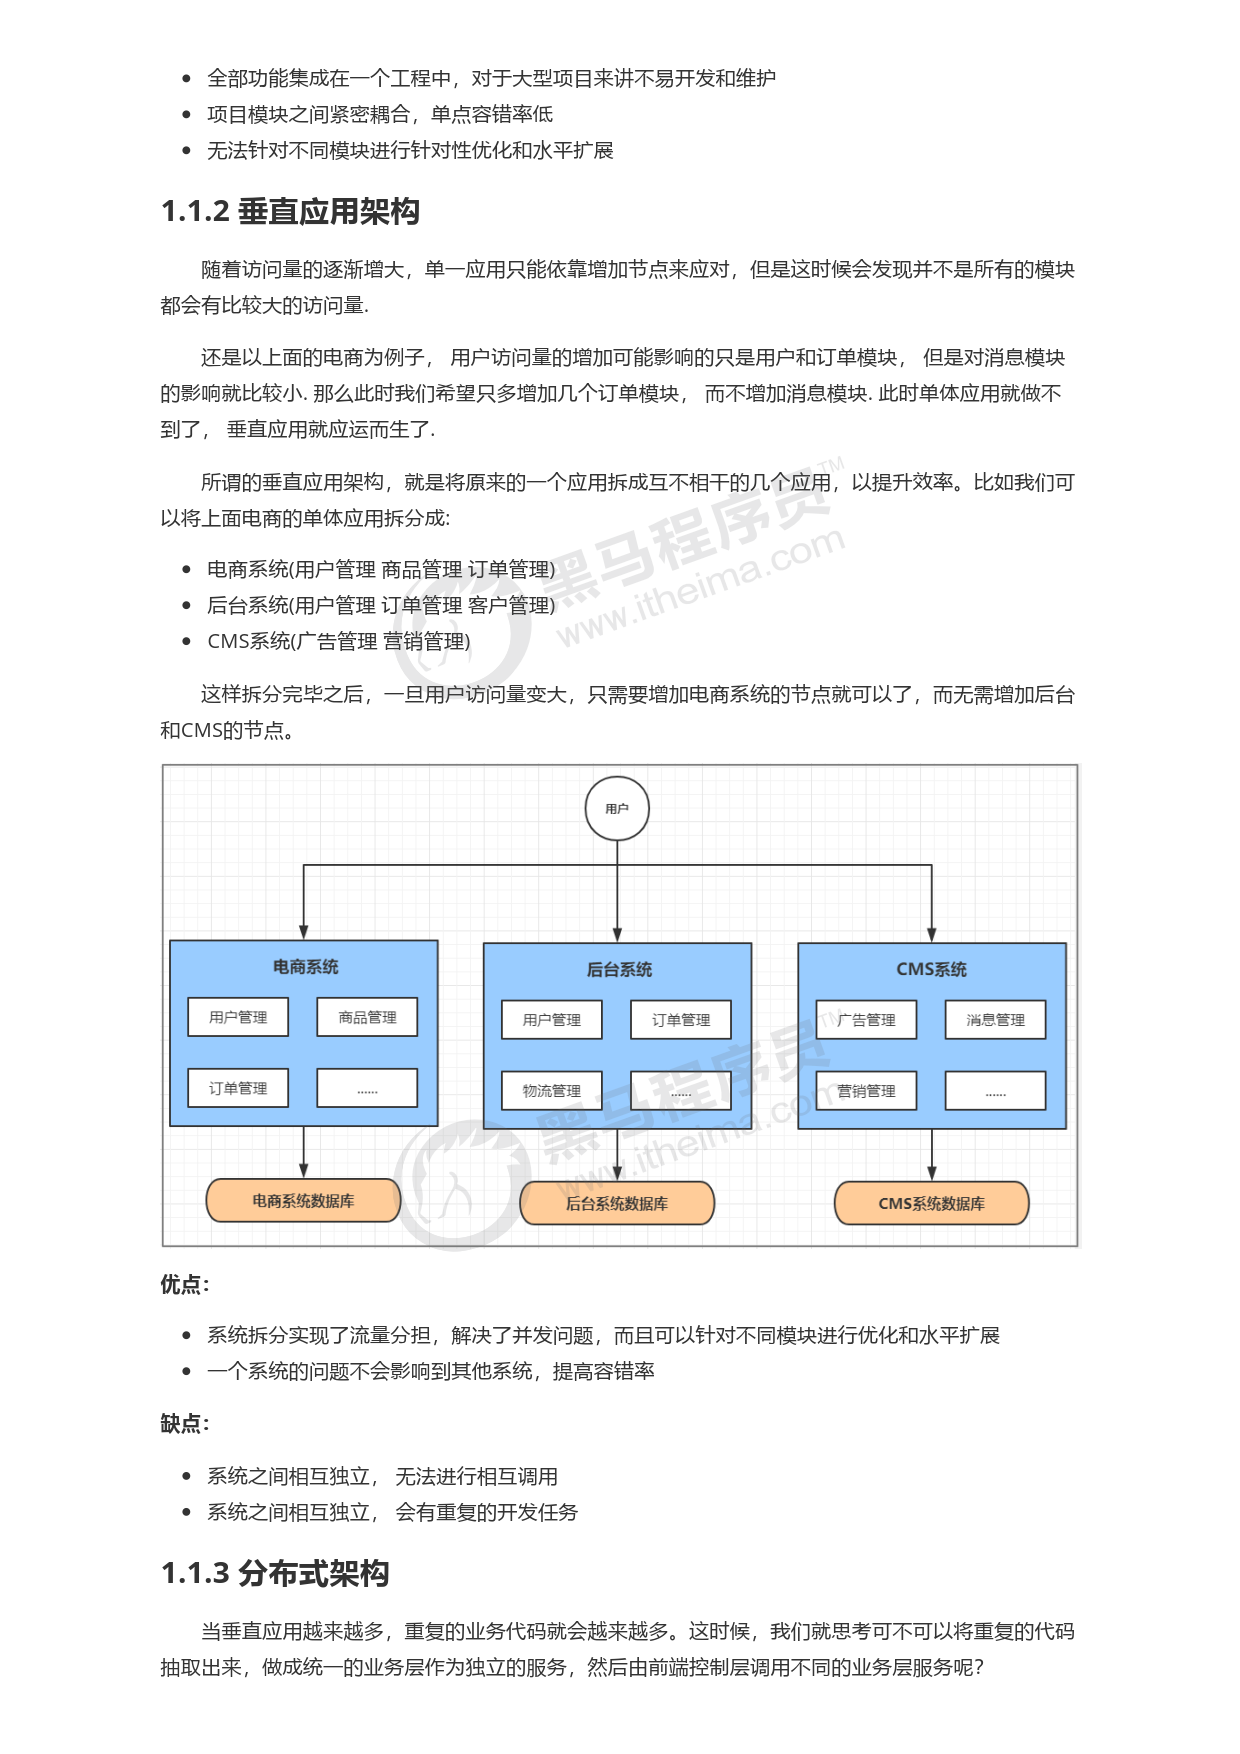 全部功能集成在一个工程中，对于大型项目来讲不易开发和维护
项目模块之间紧密耦合，单点容错率低
无法针对不同模块进行针对性优化和水平扩展
1.1.2 垂直应用架构
随着访问量的逐渐增大，单一应用只能依靠增加节点来应对，但是这时候会发现并不是所有的模块
都会有比较大的访问量.
还是以上面的电商为例子， 用户访问量的增加可能影响的只是用户和订单模块， 但是对消息模块
的影响就比较小. 那么此时我们希望只多增加几个订单模块， 而不增加消息模块. 此时单体应用就做不
到了， 垂直应用就应运而生了.
所谓的垂直应用架构，就是将原来的一个应用拆成互不相干的几个应用，以提升效率。比如我们可
以将上面电商的单体应用拆分成:
电商系统(用户管理 商品管理 订单管理)
后台系统(用户管理 订单管理 客户管理)
CMS系统(广告管理 营销管理)
黑马程序员™
www.itheima.com
这样拆分完毕之后，一旦用户访问量变大，只需要增加电商系统的节点就可以了，而无需增加后台
和CMS的节点。
用户
电商系统
用户管理 商品管理
订单管理 ......
电商系统数据库
后台系统
用户管理 订单管理
物流管理 ......
后台系统数据库
CMS系统
广告管理 消息管理
营销管理 ......
CMS系统数据库
黑马程序员™
www.itheima.com
优点：
系统拆分实现了流量分担，解决了并发问题，而且可以针对不同模块进行优化和水平扩展
一个系统的问题不会影响到其他系统，提高容错率
缺点：
系统之间相互独立， 无法进行相互调用
系统之间相互独立， 会有重复的开发任务
1.1.3 分布式架构
当垂直应用越来越多，重复的业务代码就会越来越多。这时候，我们就思考可不可以将重复的代码
抽取出来，做成统一的业务层作为独立的服务，然后由前端控制层调用不同的业务层服务呢？